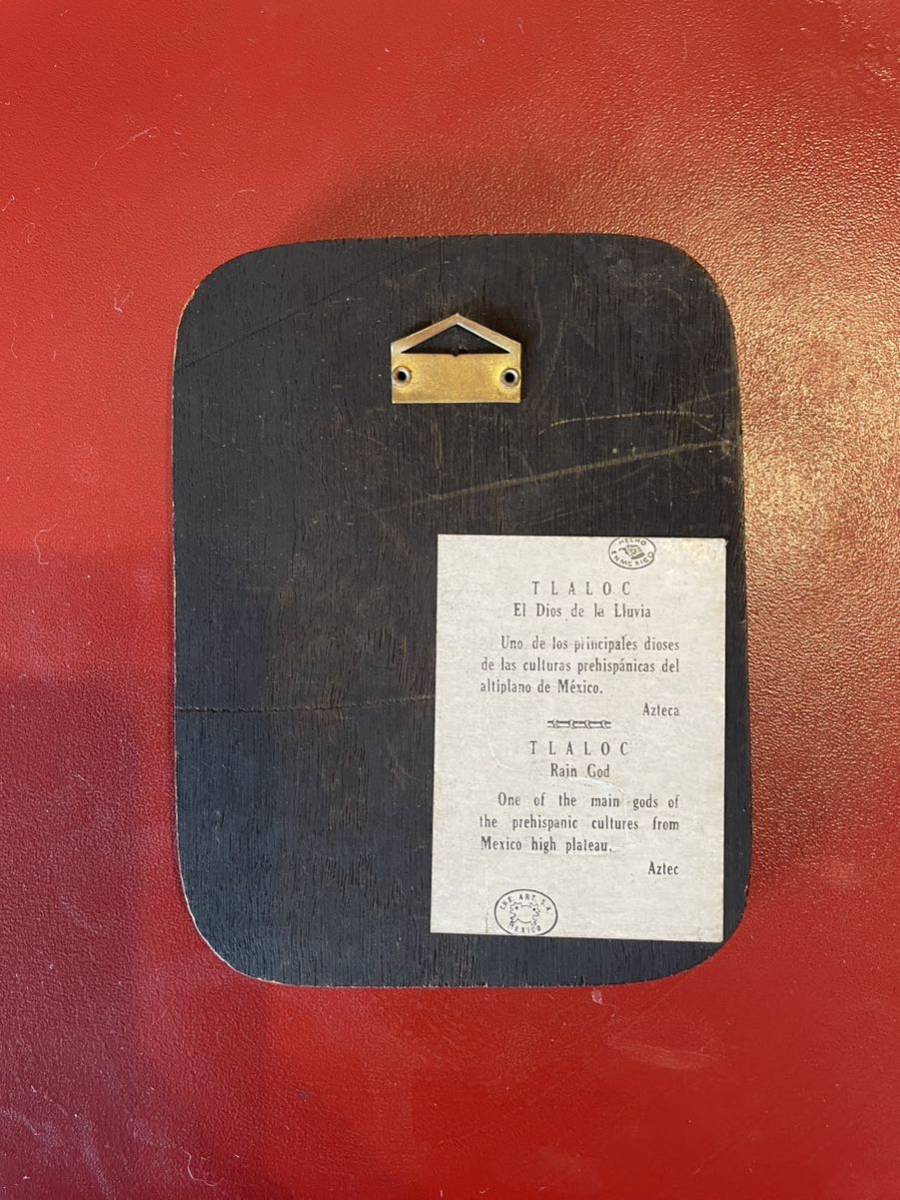 HECHO
EN MEXICO
TLALOC
El Dios de la Lluvia
Uno de los principales dioses
de las culturas prehispánicas del
altiplano de México.
Azteca
TLALOC
Rain God
One of the main gods of
the prehispanic cultures from
Mexico high plateau.
Aztec
ART, S.A.
MEXICO